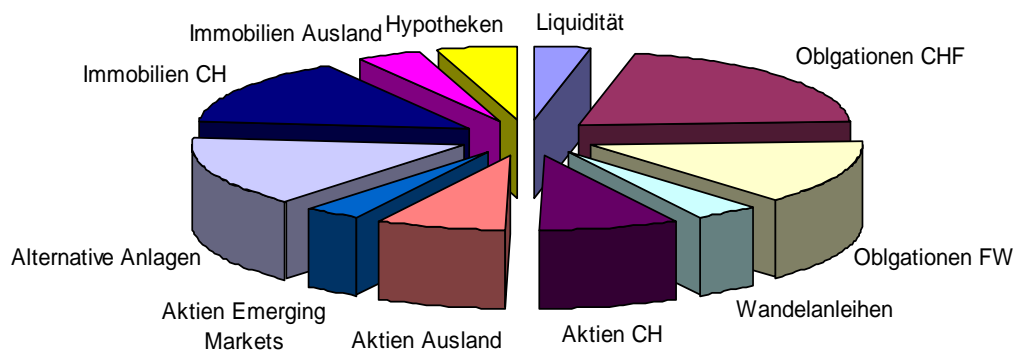 Hypotheken
Liquidität
Immobilien Ausland
Oblgationen CHF
Immobilien CH
Alternative Anlagen
Oblgationen FW
Aktien Emerging
Markets
Aktien Ausland
Aktien CH
Wandelanleihen